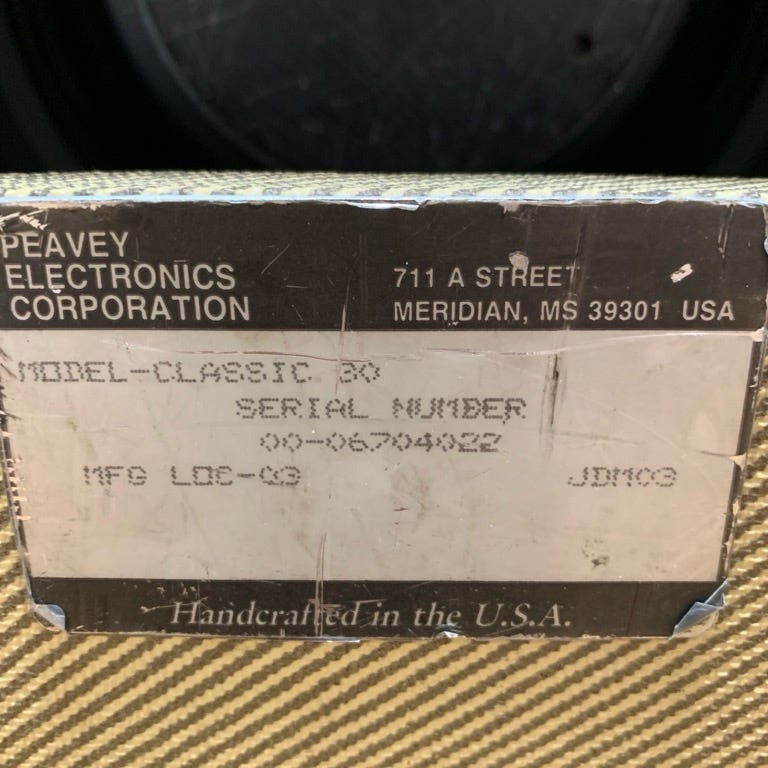 PEAVEY
ELECTRONICS
CORPORATION
711 A STREET
MERIDIAN, MS 39301 USA
MODEL-CLASSIC 30
SERIAL NUMBER
00-06704022
MFG LOC-03
JDM03
Handcrafted in the U.S.A.